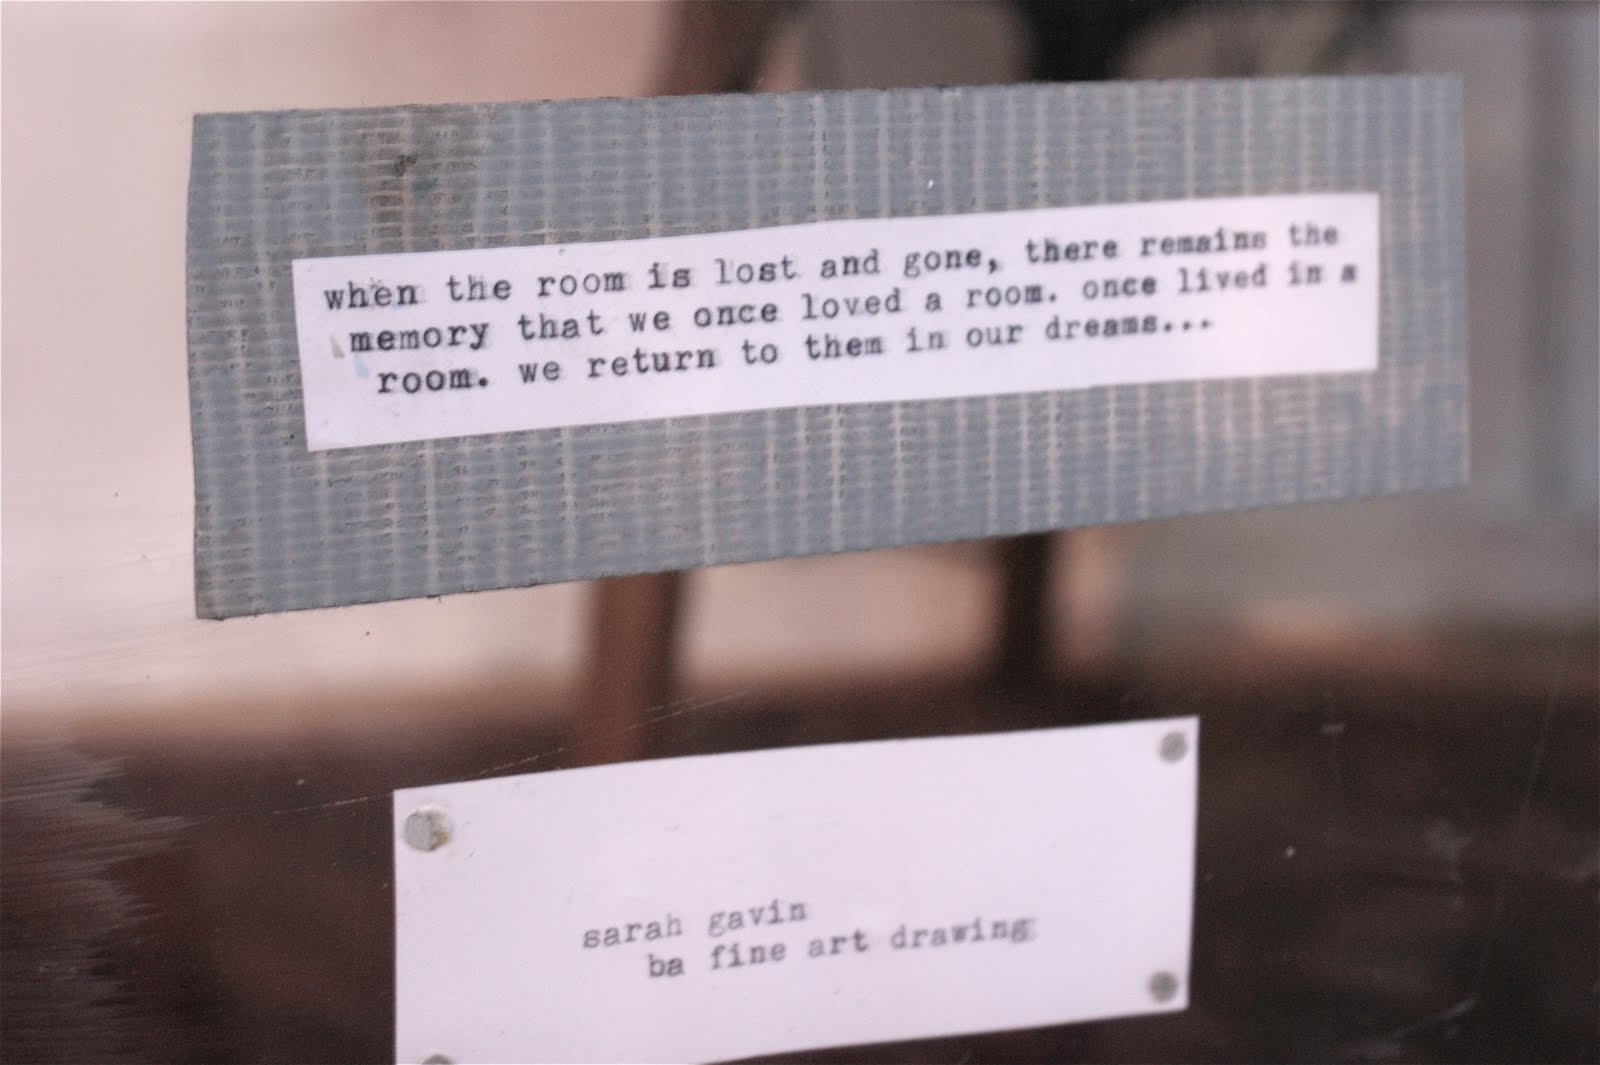 when the room is lost and gone, there remains the
memory that we once loved a room. once lived in a
room. we return to them in our dreams...
sarah gavin
ba fine art drawing